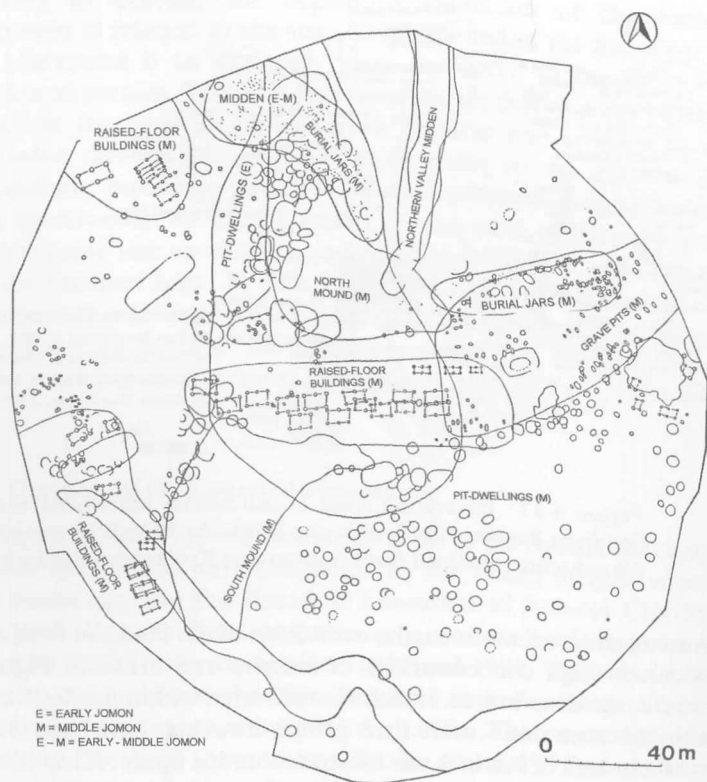 MIDDEN (E-M)
RAISED-FLOOR
BUILDINGS (M)
BURIAL JARS (M)
NORTHERN VALLEY MIDDEN
PIT-DWELLINGS (E)
NORTH
MOUND (M)
BURIAL JARS (M)
GRAVE PITS (M)
RAISED-FLOOR
BUILDINGS (M)
PIT-DWELLINGS (M)
RAISED-FLOOR
BUILDINGS (M)
SOUTH MOUND (M)
E = EARLY JOMON
M = MIDDLE JOMON
E – M = EARLY - MIDDLE JOMON
0 40 m